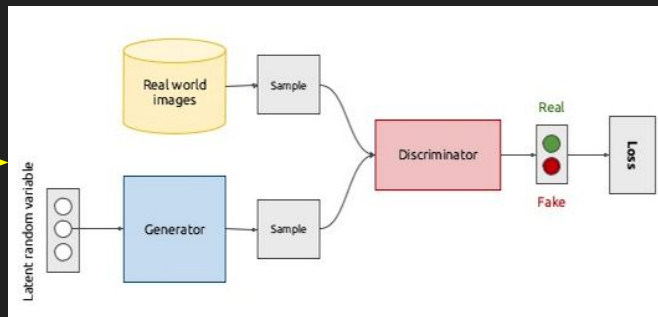 Real world
images
Sample
Latent random variable
Generator
Sample
Discriminator
Real
Fake
Loss